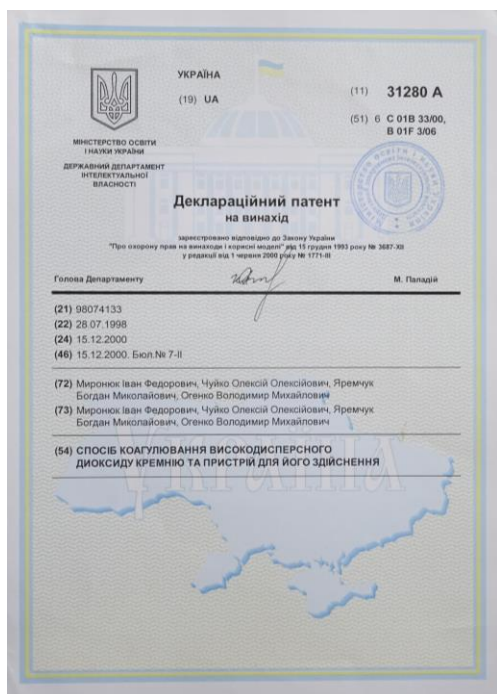 УКРАЇНА
(19) UA
(11) 31280 A
(51) 6 C 01B 33/00,
B 01F 3/06
МІНІСТЕРСТВО ОСВІТИ
І НАУКИ УКРАЇНИ
ДЕРЖАВНИЙ ДЕПАРТАМЕНТ
ІНТЕЛЕКТУАЛЬНОЇ
ВЛАСНОСТІ
Деклараційний патент
на винахід
зареєстровано відповідно до Закону України
"Про охорону прав на винаходи і корисні моделі" від 15 грудня 1993 року № 3687-XII
у редакції від 1 червня 2000 року № 1771-III
Голова Департаменту
М. Паладій
(21) 98074133
(22) 28.07.1998
(24) 15.12.2000
(46) 15.12.2000. Бюл.№ 7-II
(72) Миронюк Іван Федорович, Чуйко Олексій Олексійович, Яремчук
Богдан Миколайович, Огенко Володимир Михайлович
(73) Миронюк Іван Федорович, Чуйко Олексій Олексійович, Яремчук
Богдан Миколайович, Огенко Володимир Михайлович
(54) СПОСІБ КОАГУЛЮВАННЯ ВИСОКОДИСПЕРСНОГО
ДИОКСИДУ КРЕМНІЮ ТА ПРИСТРІЙ ДЛЯ ЙОГО ЗДІЙСНЕННЯ
УКРАЇНА